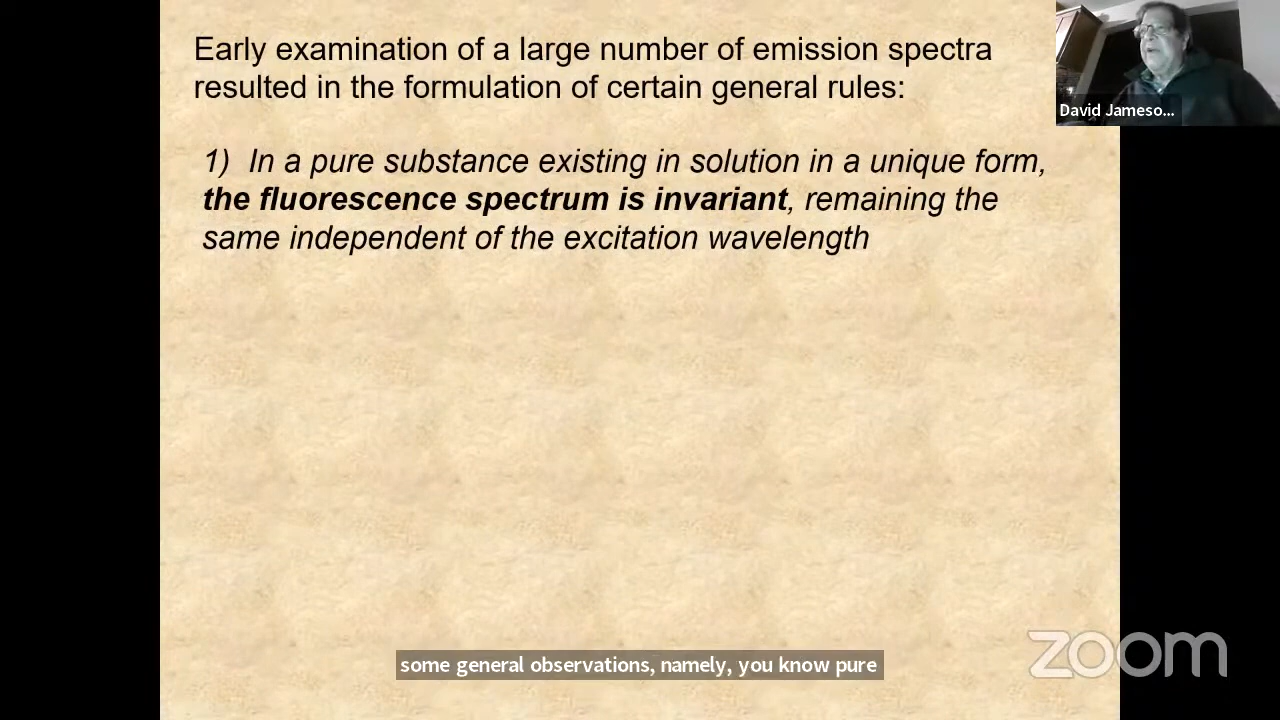 Early examination of a large number of emission spectra
resulted in the formulation of certain general rules:
David Jameso...
1) In a pure substance existing in solution in a unique form,
the fluorescence spectrum is invariant, remaining the
same independent of the excitation wavelength
some general observations, namely, you know pure
zoom